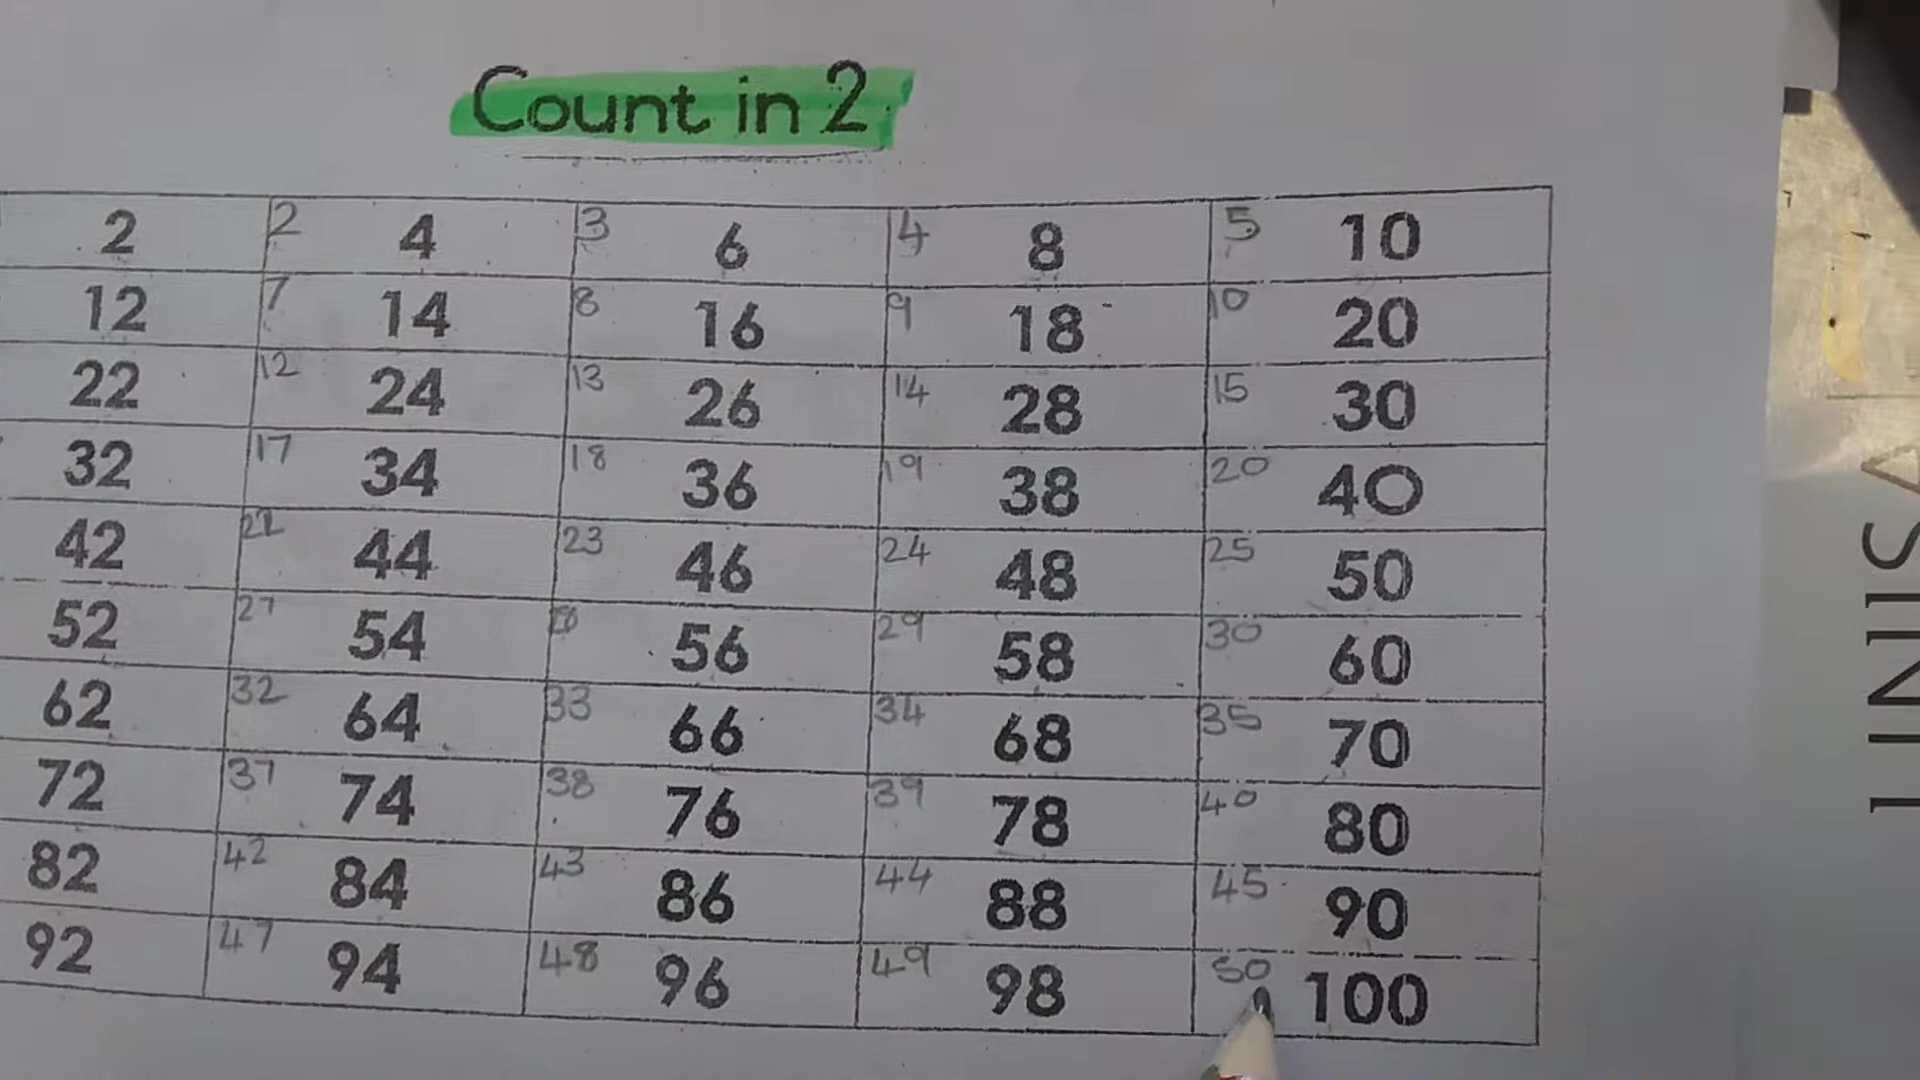 Count in 2
2 2 4 3 6 4 8 5 10
12 7 14 8 16 9 18 10 20
22 12 24 13 26 14 28 15 30
32 17 34 18 36 19 38 20 40
42 22 44 23 46 24 48 25 50
52 27 54 28 56 29 58 30 60
62 32 64 33 66 34 68 35 70
72 37 74 38 76 39 78 40 80
82 42 84 43 86 44 88 45 90
92 47 94 48 96 49 98 50 100